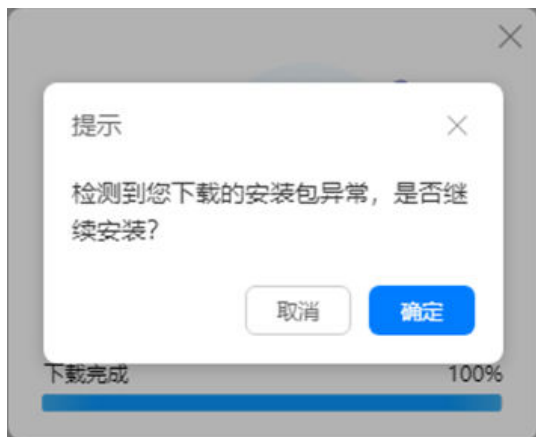 提示
检测到您下载的安装包异常，是否继
续安装?
取消
确定
下载完成
100%